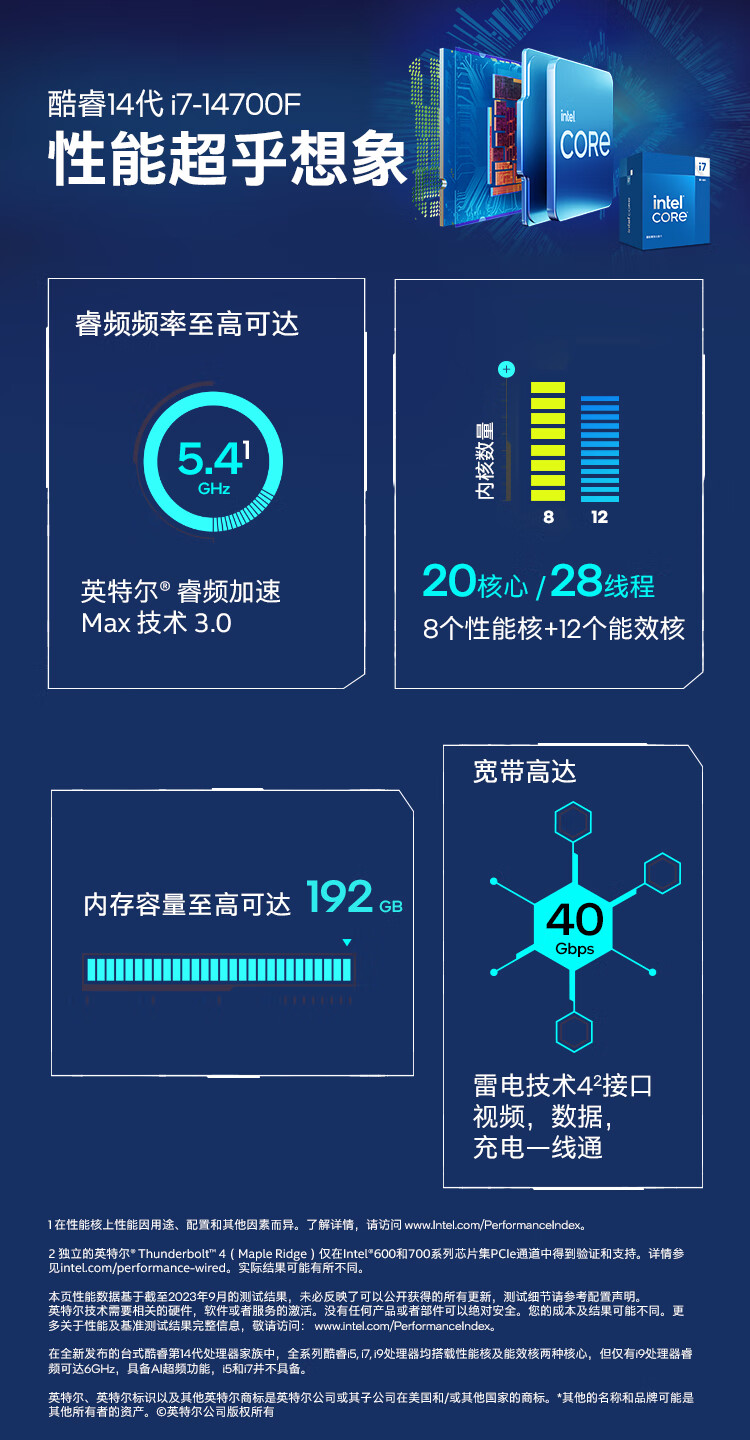 酷睿14代 i7-14700F
性能超乎想象
intel
CORE
i7
intel
CORE
睿频频率至高可达
5.4¹
GHz
英特尔® 睿频加速
Max 技术 3.0
内核数量
8 12
20核心 / 28线程
8个性能核+12个能效核
内存容量至高可达 192 GB
宽带高达
40
Gbps
雷电技术4²接口
视频，数据，
充电一线通
1 在性能核上性能因用途、配置和其他因素而异。了解详情，请访问 www.Intel.com/PerformanceIndex。
2 独立的英特尔® Thunderbolt™ 4（Maple Ridge）仅在Intel®600和700系列芯片集PCIe通道中得到验证和支持。详情参
见intel.com/performance-wired。实际结果可能有所不同。
本页性能数据基于截至2023年9月的测试结果，未必反映了可以公开获得的所有更新，测试细节请参考配置声明。
英特尔技术需要相关的硬件，软件或者服务的激活。没有任何产品或者部件可以绝对安全。您的成本及结果可能不同。更
多关于性能及基准测试结果完整信息，敬请访问： www.intel.com/PerformanceIndex。
在全新发布的台式酷睿第14代处理器家族中，全系列酷睿i5, i7, i9处理器均搭载性能核及能效核两种核心，但仅有i9处理器睿
频可达6GHz，具备AI超频功能，i5和i7并不具备。
英特尔、英特尔标识以及其他英特尔商标是英特尔公司或其子公司在美国和/或其他国家的商标。*其他的名称和品牌可能是
其他所有者的资产。©英特尔公司版权所有